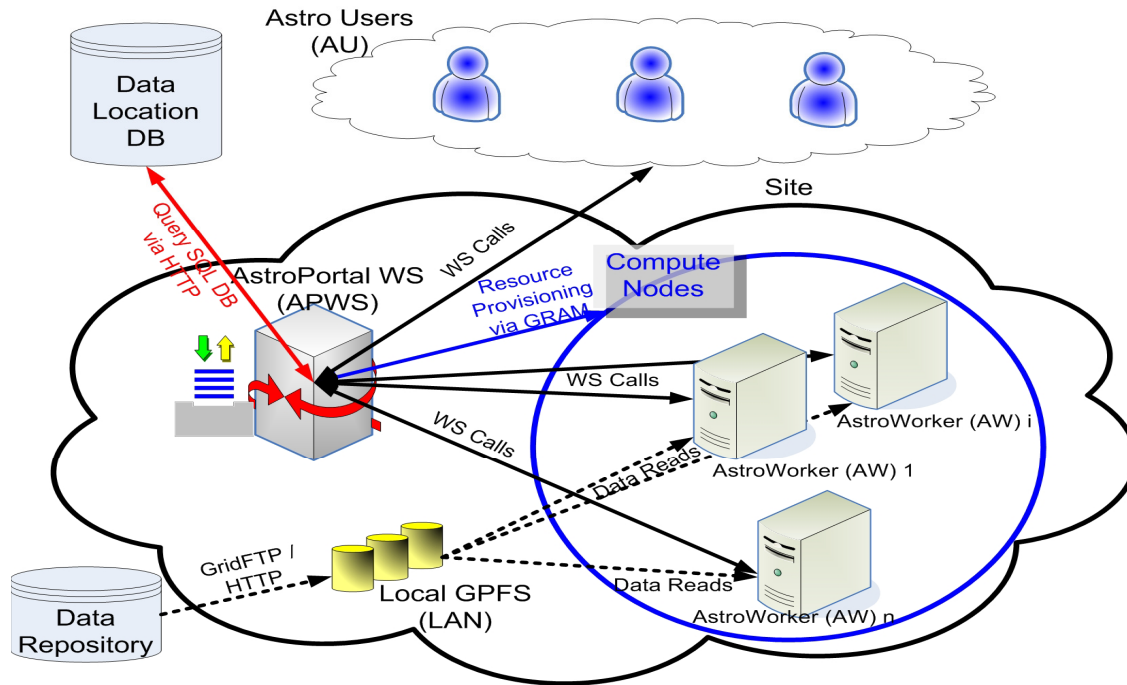 Astro Users
(AU)
Data
Location
DB
Site
Query SQL DB
via HTTP
WS Calls
AstroPortal WS
(APWS)
Resource
Provisioning
via GRAM
Compute
Nodes
WS Calls
WS Calls
AstroWorker (AW) i
Data Reads
AstroWorker (AW) 1
GridFTP /
HTTP
Local GPFS
(LAN)
Data Reads
AstroWorker (AW) n
Data
Repository